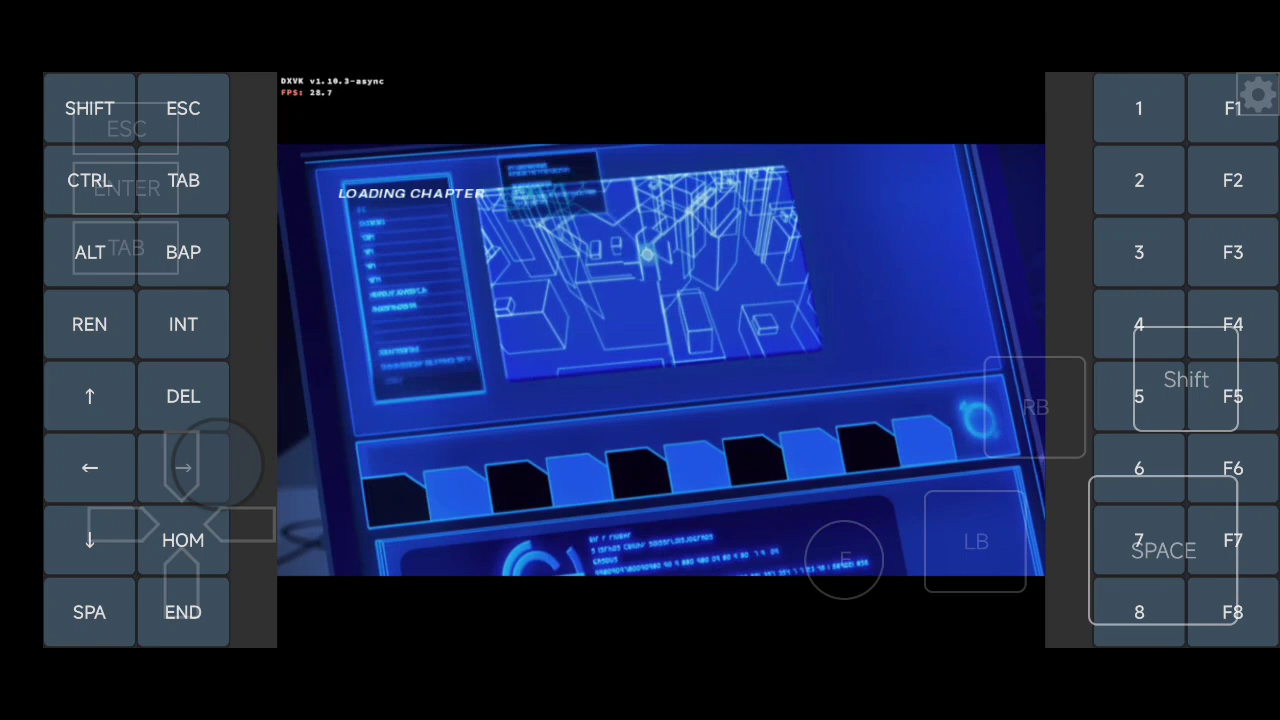 DXVK v1.10.3-async
FPS: 28.7
LOADING CHAPTER
SHIFT ESC
ESC
CTRL TAB
ENTER
ALT BAP
TAB
REN INT
↑ DEL
← →
↓ HOM
SPA END
1 F1
2 F2
3 F3
4 F4
Shift
5 F5
RB
6 F6
7 F7
SPACE
LB
E
8 F8